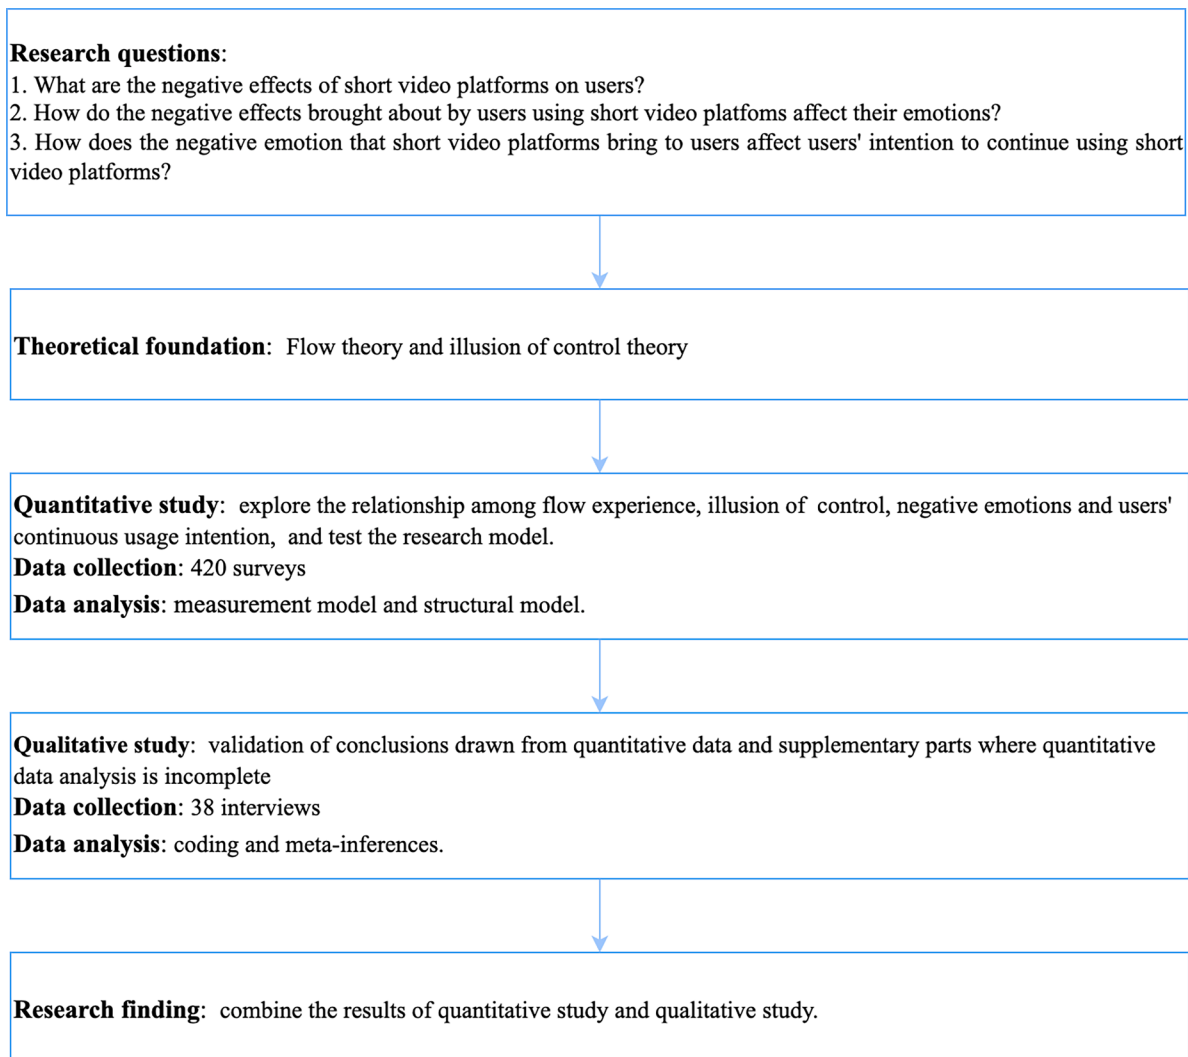 Research questions:
1. What are the negative effects of short video platforms on users?
2. How do the negative effects brought about by users using short video platfoms affect their emotions?
3. How does the negative emotion that short video platforms bring to users affect users' intention to continue using short
video platforms?
Theoretical foundation: Flow theory and illusion of control theory
Quantitative study: explore the relationship among flow experience, illusion of control, negative emotions and users'
continuous usage intention, and test the research model.
Data collection: 420 surveys
Data analysis: measurement model and structural model.
Qualitative study: validation of conclusions drawn from quantitative data and supplementary parts where quantitative
data analysis is incomplete
Data collection: 38 interviews
Data analysis: coding and meta-inferences.
Research finding: combine the results of quantitative study and qualitative study.